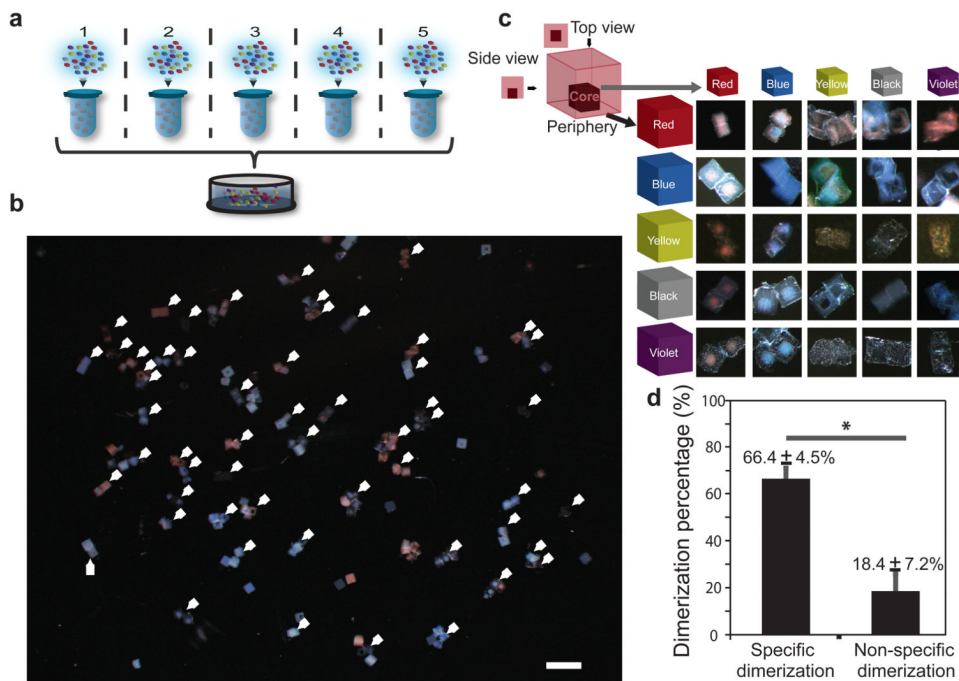 a
1 2 3 4 5
b
c
Top view
Side view
Core
Periphery
Red Blue Yellow Black Violet
Red
Blue
Yellow
Black
Violet
d
Dimerization percentage (%)
100
80
60
40
20
0
*
66.4 ± 4.5%
18.4 ± 7.2%
Specific
dimerization
Non-specific
dimerization